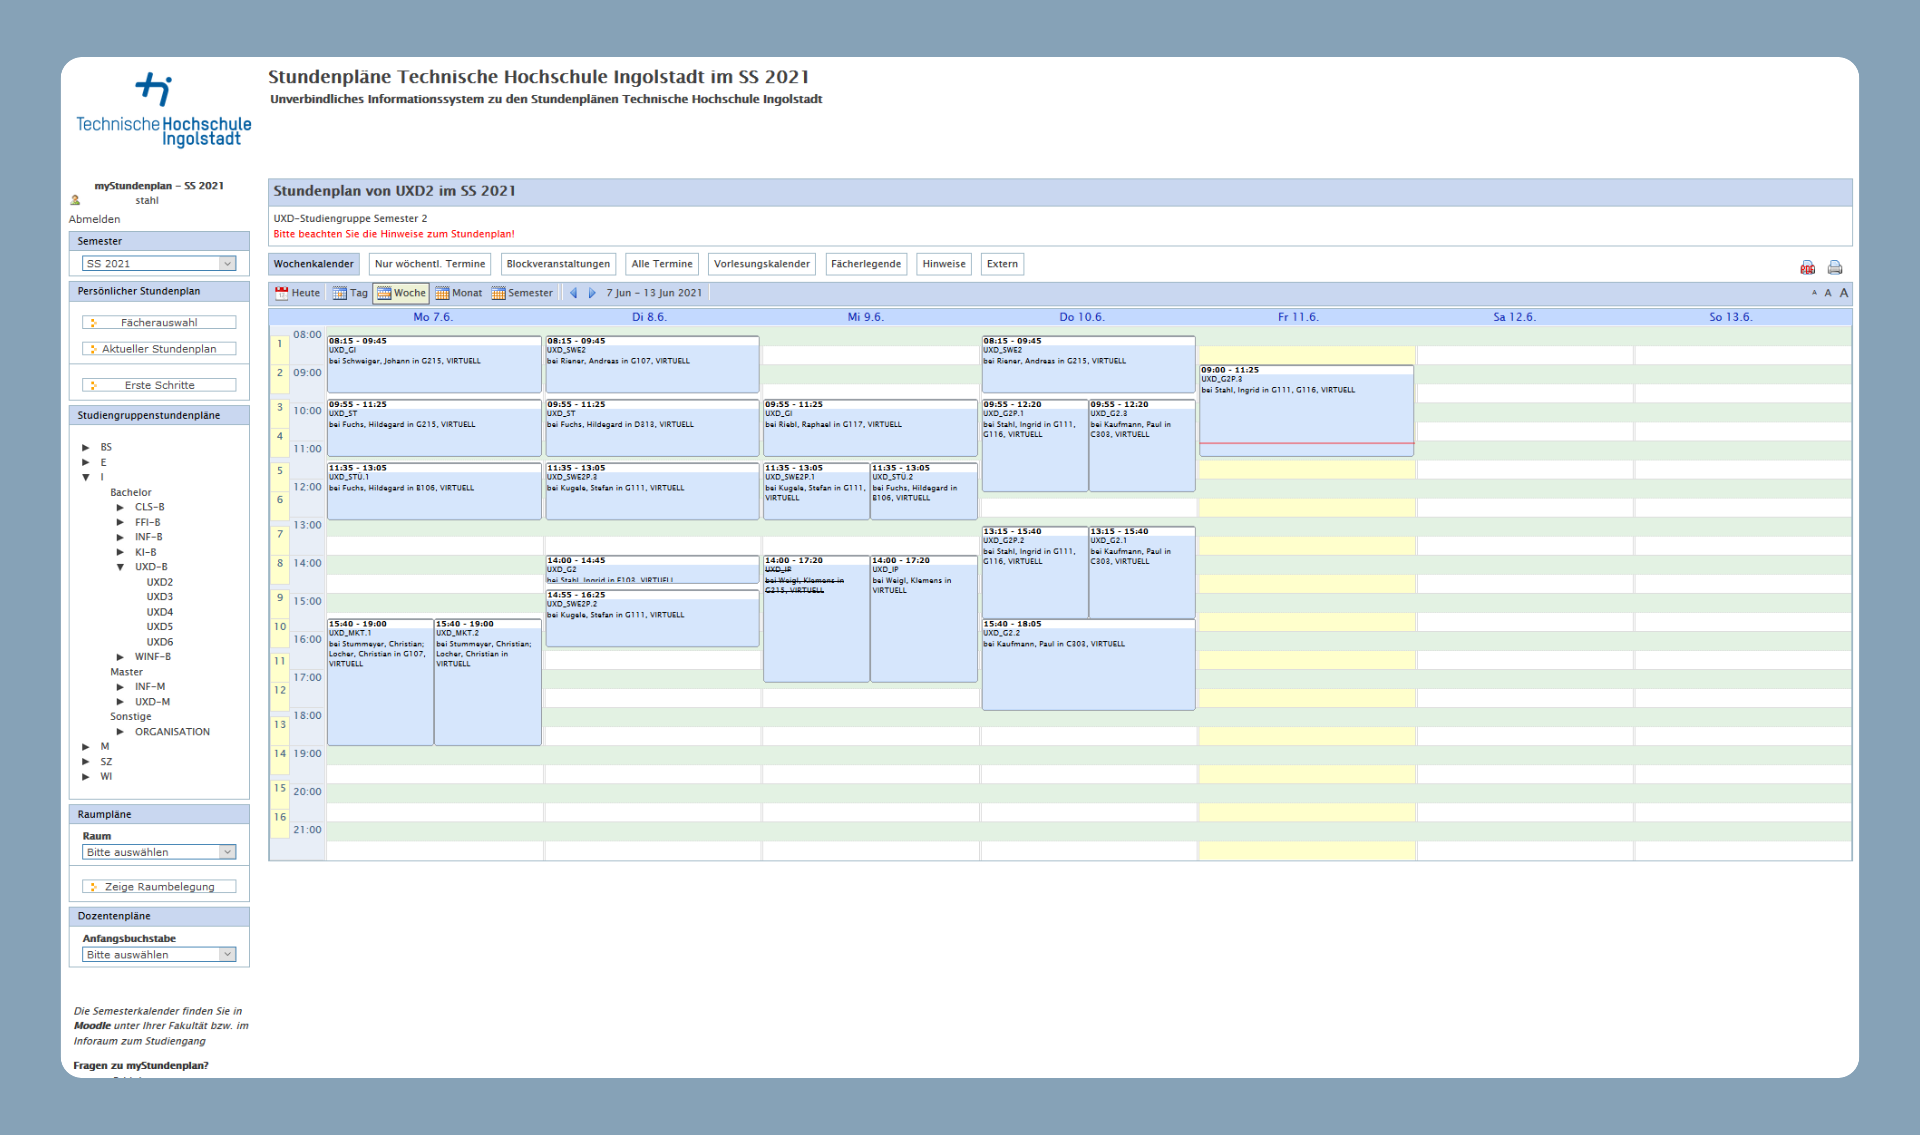 Technische Hochschule
Ingolstadt
Stundenpläne Technische Hochschule Ingolstadt im SS 2021
Unverbindliches Informationssystem zu den Stundenplänen Technische Hochschule Ingolstadt
myStundenplan - SS 2021
stahl
Abmelden
Semester
SS 2021
Persönlicher Stundenplan
Fächerauswahl
Aktueller Stundenplan
Erste Schritte
Studiengruppenstundenpläne
BS
E
I
Bachelor
CLS-B
FFI-B
INF-B
KI-B
UXD-B
UXD2
UXD3
UXD4
UXD5
UXD6
WINF-B
Master
INF-M
UXD-M
Sonstige
ORGANISATION
M
SZ
WI
Raumpläne
Raum
Bitte auswählen
Zeige Raumbelegung
Dozentenpläne
Anfangsbuchstabe
Bitte auswählen
Die Semesterkalender finden Sie in
Moodle unter Ihrer Fakultät bzw. im
Inforaum zum Studiengang
Fragen zu myStundenplan?
Stundenplan von UXD2 im SS 2021
UXD-Studiengruppe Semester 2
Bitte beachten Sie die Hinweise zum Stundenplan!
Wochenkalender Nur wöchentl. Termine Blockveranstaltungen Alle Termine Vorlesungskalender Fächerlegende Hinweise Extern
Heute Tag Woche Monat Semester 7 Jun - 13 Jun 2021 A A A
Mo 7.6. Di 8.6. Mi 9.6. Do 10.6. Fr 11.6. Sa 12.6. So 13.6.
1
2
3
4
5
6
7
8
9
10
11
12
13
14
15
16
08:00
09:00
10:00
11:00
12:00
13:00
14:00
15:00
16:00
17:00
18:00
19:00
20:00
21:00
08:15 - 09:45
UXD_GI
bei Schweiger, Johann in G215, VIRTUELL
09:55 - 11:25
UXD_ST
bei Fuchs, Hildegard in G215, VIRTUELL
11:35 - 13:05
UXD_STÜ.1
bei Fuchs, Hildegard in B106, VIRTUELL
15:40 - 19:00
UXD_MKT.1
bei Stummeyer, Christian;
Locher, Christian in G107,
VIRTUELL
15:40 - 19:00
UXD_MKT.2
bei Stummeyer, Christian;
Locher, Christian in
VIRTUELL
08:15 - 09:45
UXD_SWE2
bei Riener, Andreas in G107, VIRTUELL
09:55 - 11:25
UXD_ST
bei Fuchs, Hildegard in D313, VIRTUELL
11:35 - 13:05
UXD_SWE2P.3
bei Kugele, Stefan in G111, VIRTUELL
14:00 - 14:45
UXD_G2
bei Stahl, Ingrid in E103, VIRTUELL
14:55 - 16:25
UXD_SWE2P.2
bei Kugele, Stefan in G111, VIRTUELL
09:55 - 11:25
UXD_GI
bei Riebl, Raphael in G117, VIRTUELL
11:35 - 13:05
UXD_SWE2P.1
bei Kugele, Stefan in G111,
VIRTUELL
11:35 - 13:05
UXD_STÜ.2
bei Fuchs, Hildegard in
B106, VIRTUELL
14:00 - 17:20
UXD_IP
bei Weigl, Klemens in
G215, VIRTUELL
14:00 - 17:20
UXD_IP
bei Weigl, Klemens in
VIRTUELL
08:15 - 09:45
UXD_SWE2
bei Riener, Andreas in G215, VIRTUELL
09:55 - 12:20
UXD_G2P.1
bei Stahl, Ingrid in G111,
G116, VIRTUELL
09:55 - 12:20
UXD_G2.3
bei Kaufmann, Paul in
C303, VIRTUELL
13:15 - 15:40
UXD_G2P.2
bei Stahl, Ingrid in G111,
G116, VIRTUELL
13:15 - 15:40
UXD_G2.1
bei Kaufmann, Paul in
C303, VIRTUELL
15:40 - 18:05
UXD_G2.2
bei Kaufmann, Paul in C303, VIRTUELL
09:00 - 11:25
UXD_G2P.3
bei Stahl, Ingrid in G111, G116, VIRTUELL